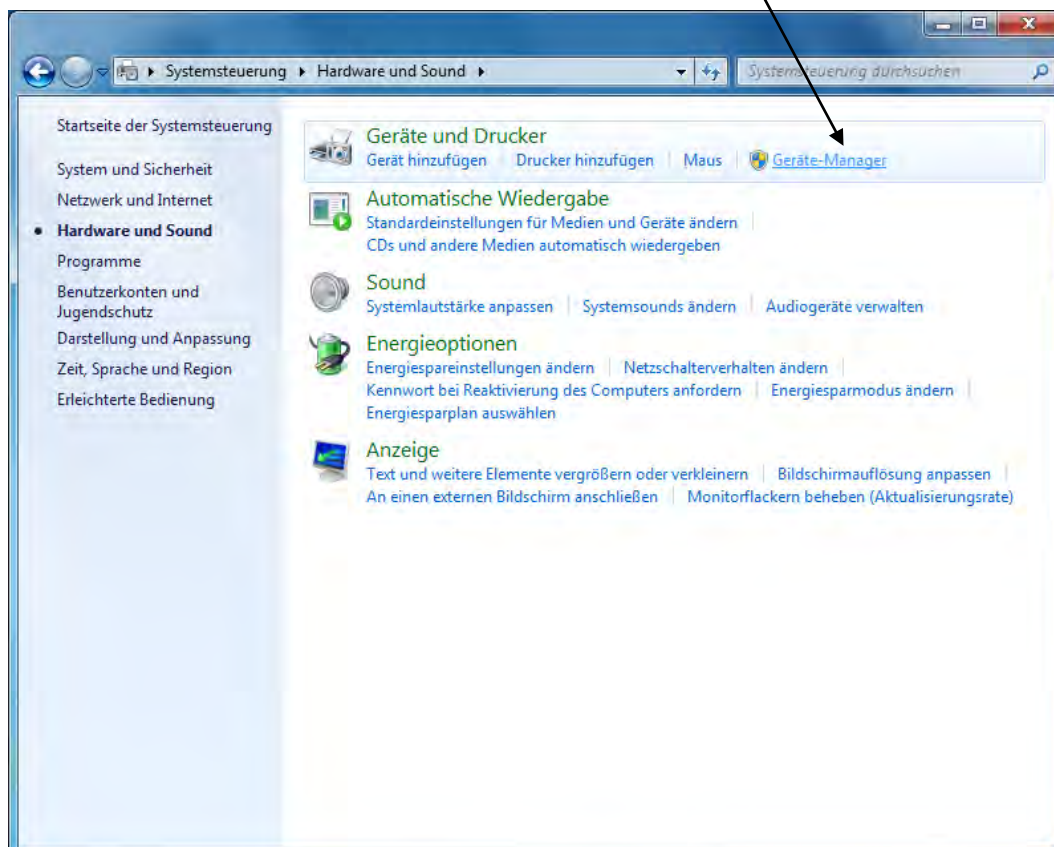 Systemsteuerung ▸ Hardware und Sound ▸
Systemsteuerung durchsuchen
Startseite der Systemsteuerung
System und Sicherheit
Netzwerk und Internet
Hardware und Sound
Programme
Benutzerkonten und
Jugendschutz
Darstellung und Anpassung
Zeit, Sprache und Region
Erleichterte Bedienung
Geräte und Drucker
Gerät hinzufügen Drucker hinzufügen Maus Geräte-Manager
Automatische Wiedergabe
Standardeinstellungen für Medien und Geräte ändern
CDs und andere Medien automatisch wiedergeben
Sound
Systemlautstärke anpassen Systemsounds ändern Audiogeräte verwalten
Energieoptionen
Energiespareinstellungen ändern Netzschalterverhalten ändern
Kennwort bei Reaktivierung des Computers anfordern Energiesparmodus ändern
Energiesparplan auswählen
Anzeige
Text und weitere Elemente vergrößern oder verkleinern Bildschirmauflösung anpassen
An einen externen Bildschirm anschließen Monitorflackern beheben (Aktualisierungsrate)